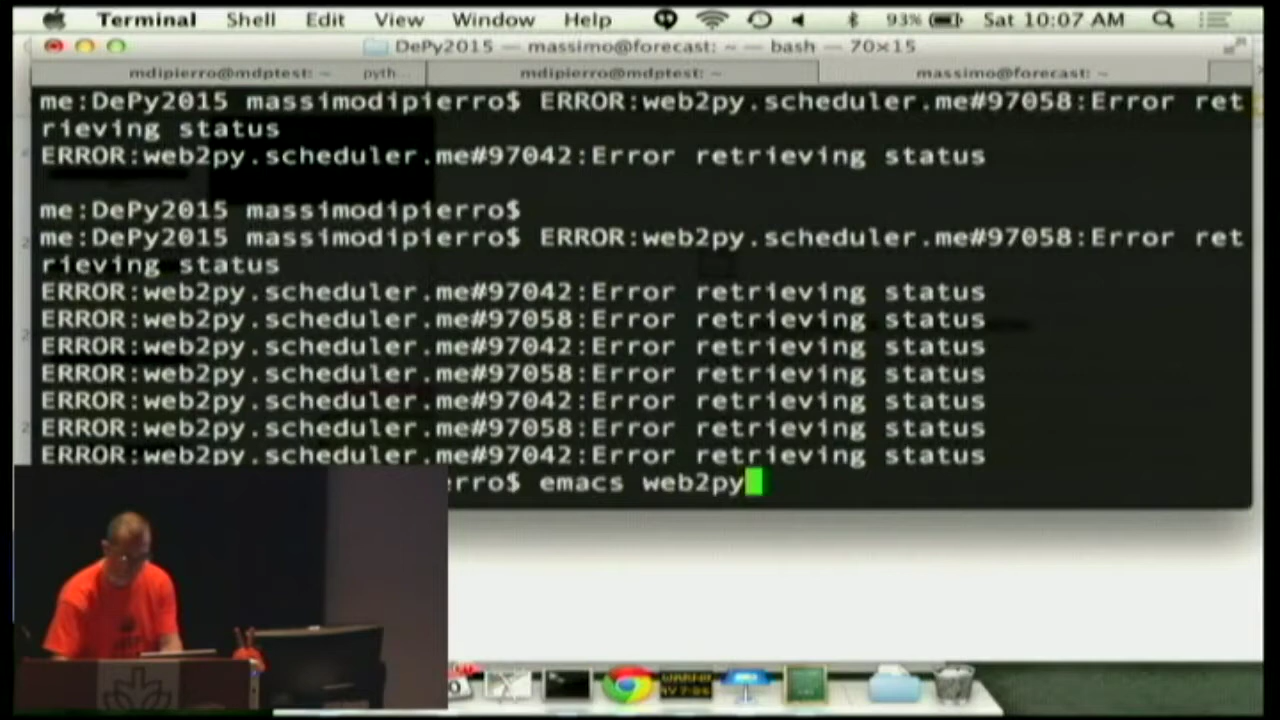 Terminal Shell Edit View Window Help 93% Sat 10:07 AM
DePy2015 — massimo@forecast: ~ — bash — 70×15
mdipierro@mdptest: ~ pyth... mdipierro@mdptest: ~ massimo@forecast: ~
me:DePy2015 massimodipierro$ ERROR:web2py.scheduler.me#97058:Error ret
rieving status
ERROR:web2py.scheduler.me#97042:Error retrieving status
me:DePy2015 massimodipierro$
me:DePy2015 massimodipierro$ ERROR:web2py.scheduler.me#97058:Error ret
rieving status
ERROR:web2py.scheduler.me#97042:Error retrieving status
ERROR:web2py.scheduler.me#97058:Error retrieving status
ERROR:web2py.scheduler.me#97042:Error retrieving status
ERROR:web2py.scheduler.me#97058:Error retrieving status
ERROR:web2py.scheduler.me#97042:Error retrieving status
ERROR:web2py.scheduler.me#97058:Error retrieving status
ERROR:web2py.scheduler.me#97042:Error retrieving status
erro$ emacs web2py